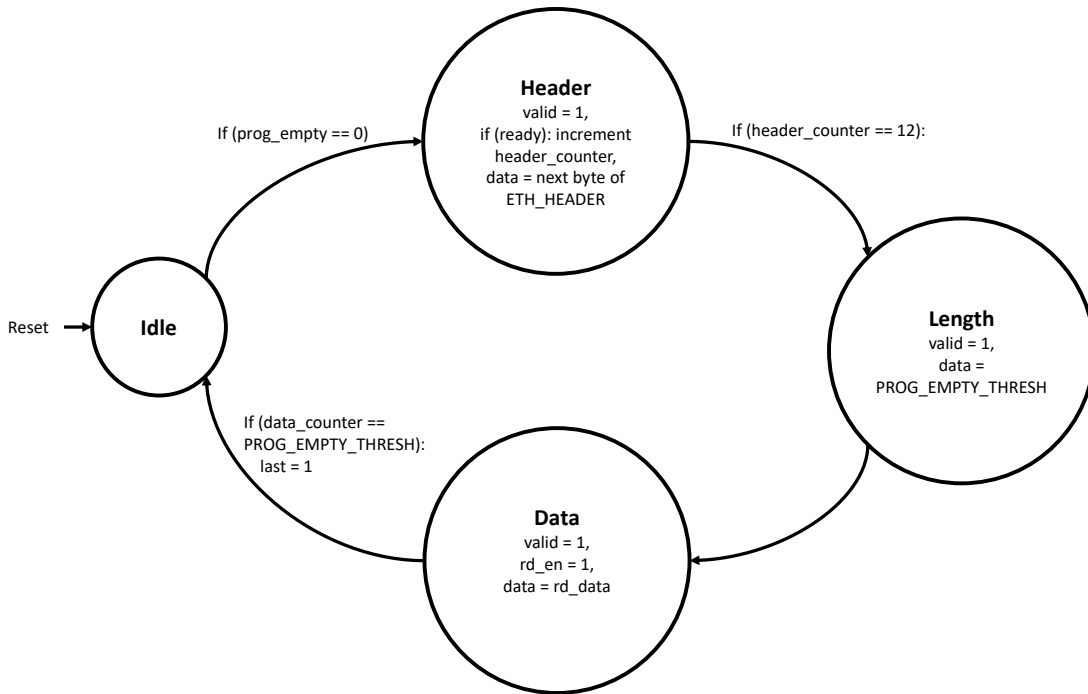 Header
valid = 1,
if (ready): increment
header_counter,
data = next byte of
ETH_HEADER
If (prog_empty == 0)
If (header_counter == 12):
Reset
Idle
Length
valid = 1,
data =
PROG_EMPTY_THRESH
If (data_counter ==
PROG_EMPTY_THRESH):
last = 1
Data
valid = 1,
rd_en = 1,
data = rd_data